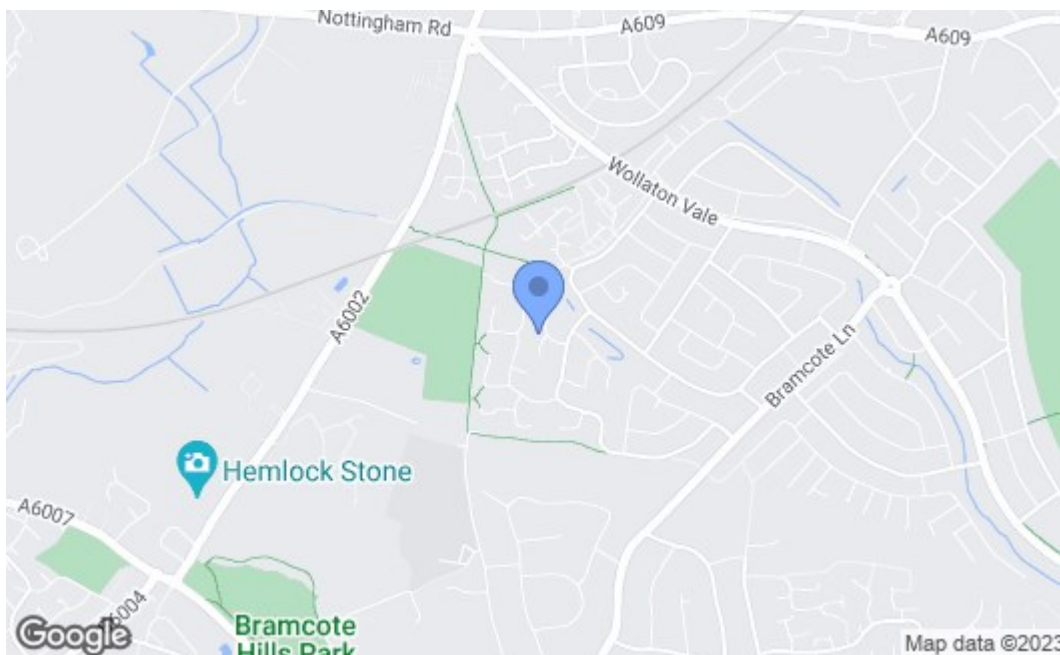 Nottingham Rd
A609
A609
Wollaton Vale
A6002
Bramcote Ln
Hemlock Stone
A6007
A6004
Bramcote
Hills Park
Google
Map data ©2023